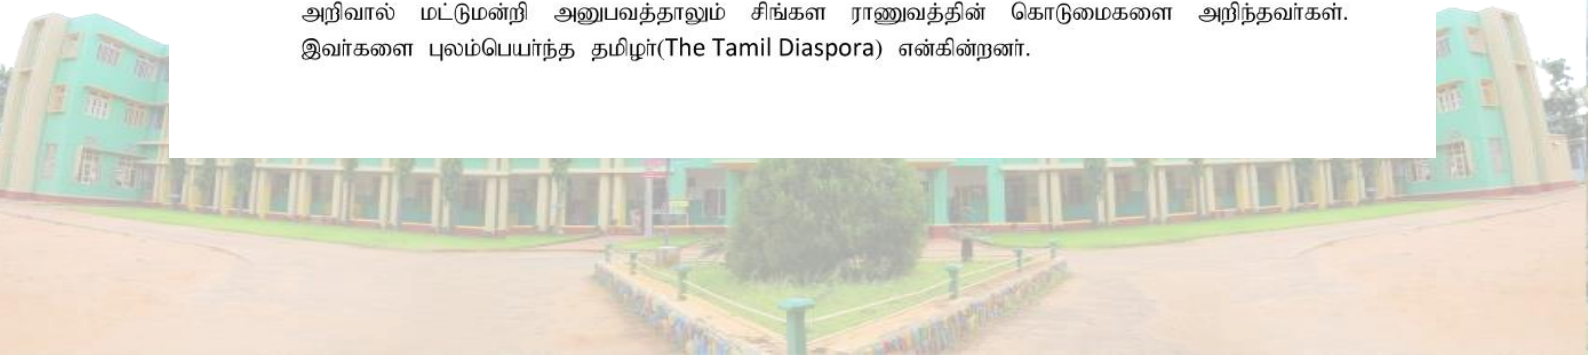 அறிவால் மட்டுமன்றி அனுபவத்தாலும் சிங்கள ராணுவத்தின் கொடுமைகளை அறிந்தவர்கள்.
இவர்களை புலம்பெயர்ந்த தமிழர்(The Tamil Diaspora) என்கின்றனர்.